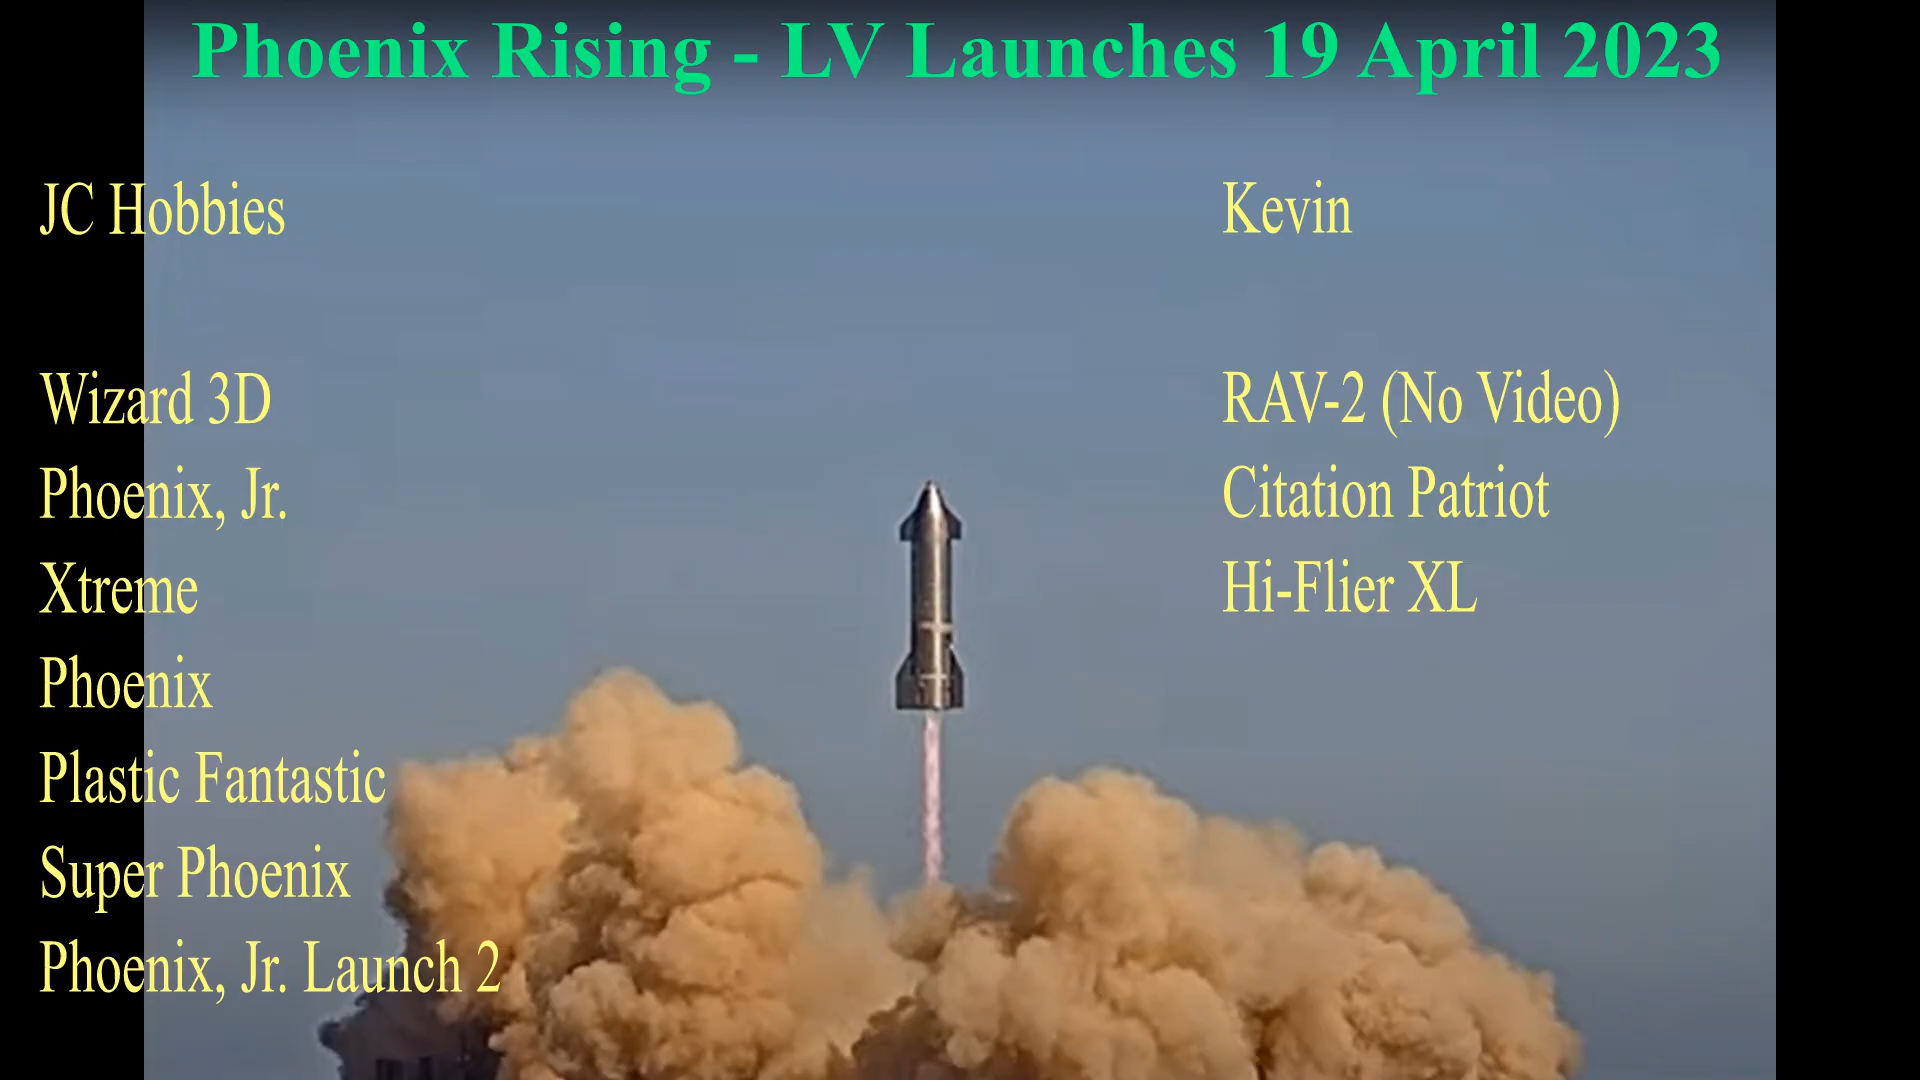 Phoenix Rising - LV Launches 19 April 2023
JC Hobbies
Wizard 3D
Phoenix, Jr.
Xtreme
Phoenix
Plastic Fantastic
Super Phoenix
Phoenix, Jr. Launch 2
Kevin
RAV-2 (No Video)
Citation Patriot
Hi-Flier XL